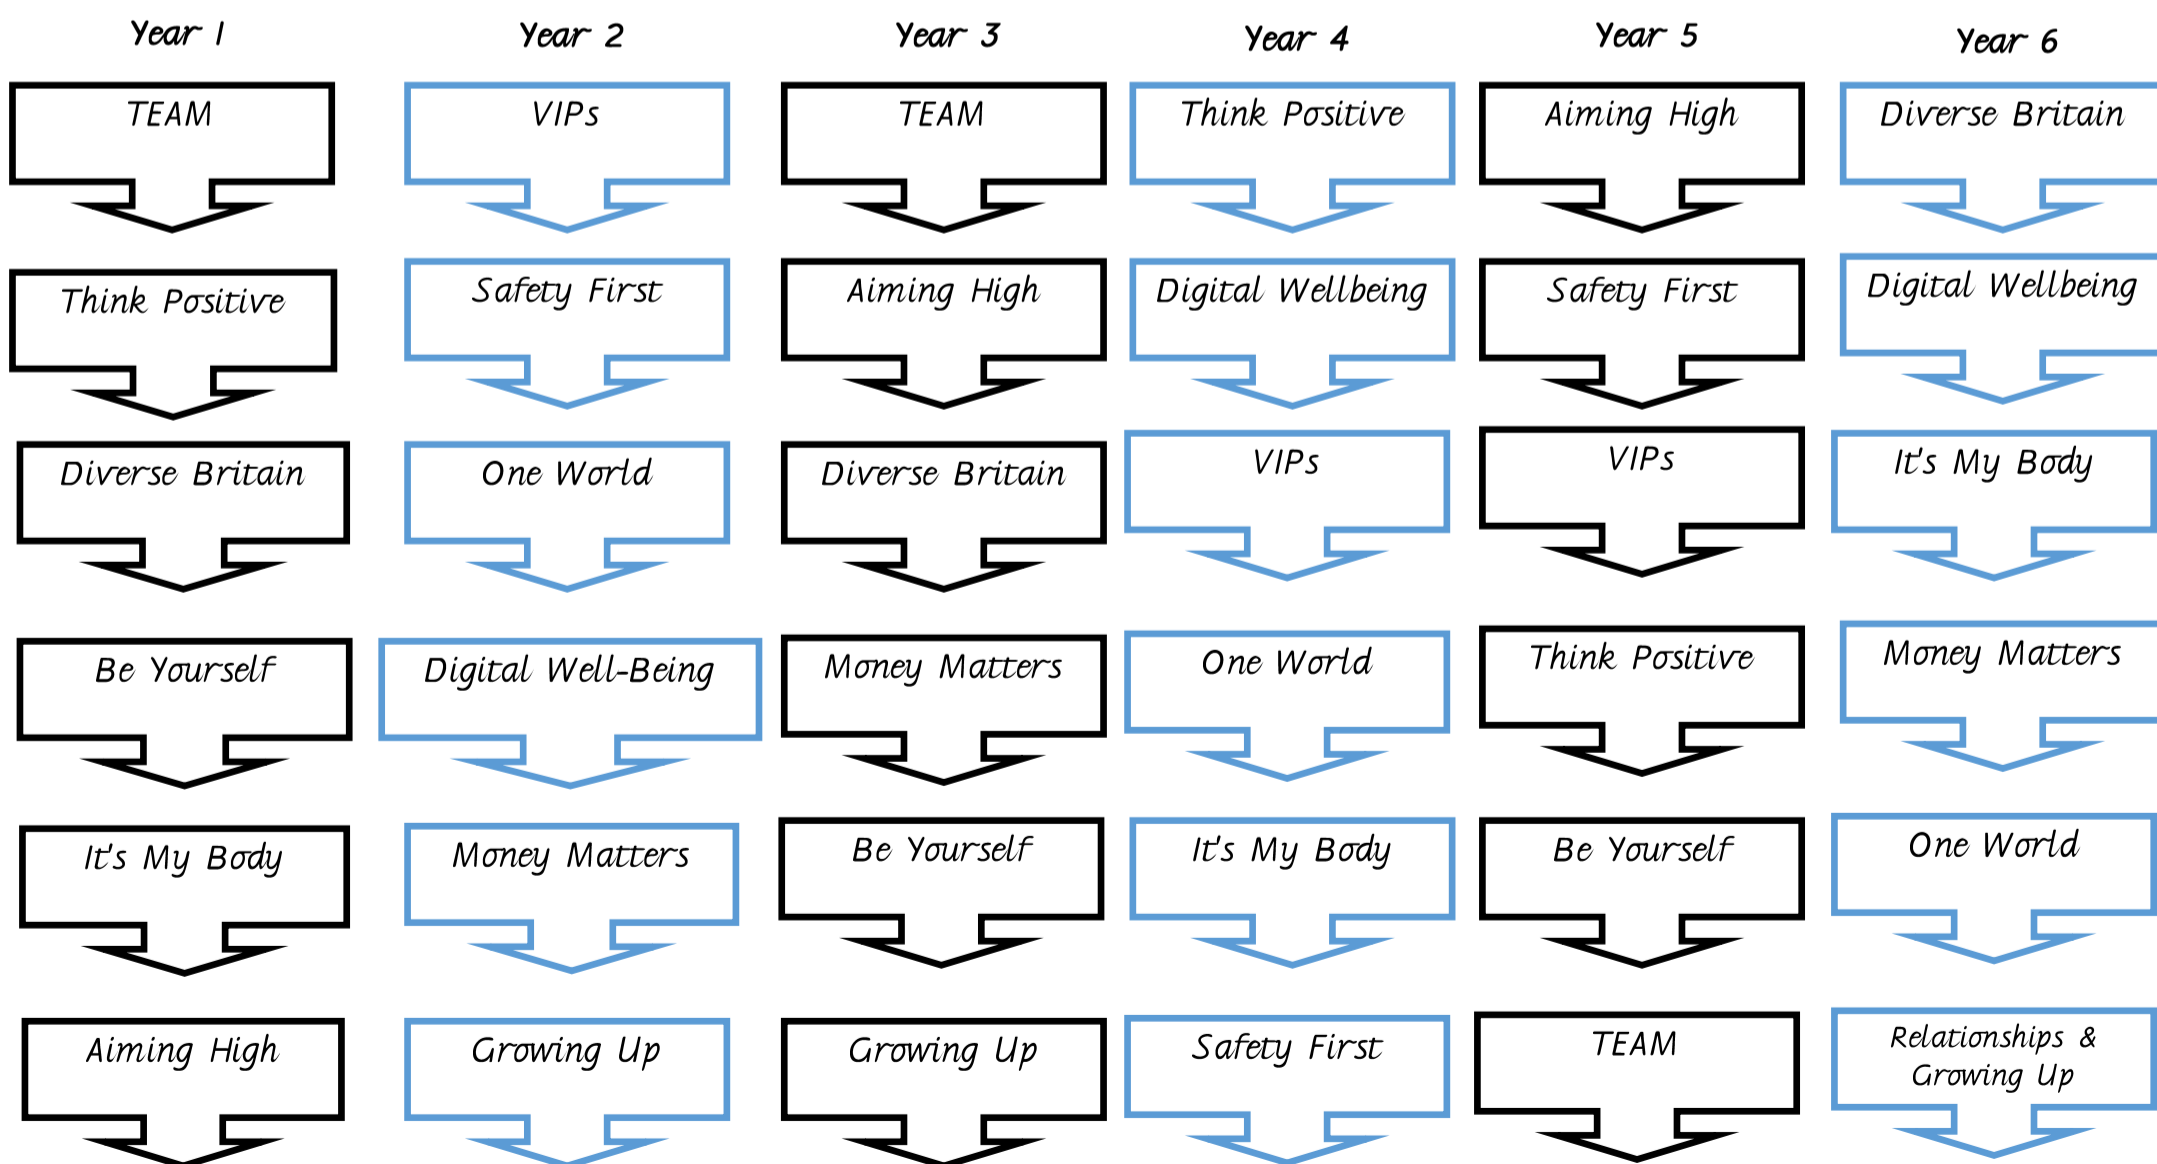 Year 1
TEAM
Think Positive
Diverse Britain
Be Yourself
It's My Body
Aiming High
Year 2
VIPs
Safety First
One World
Digital Well-Being
Money Matters
Growing Up
Year 3
TEAM
Aiming High
Diverse Britain
Money Matters
Be Yourself
Growing Up
Year 4
Think Positive
Digital Wellbeing
VIPs
One World
It's My Body
Safety First
Year 5
Aiming High
Safety First
VIPs
Think Positive
Be Yourself
TEAM
Year 6
Diverse Britain
Digital Wellbeing
It's My Body
Money Matters
One World
Relationships &
Growing Up